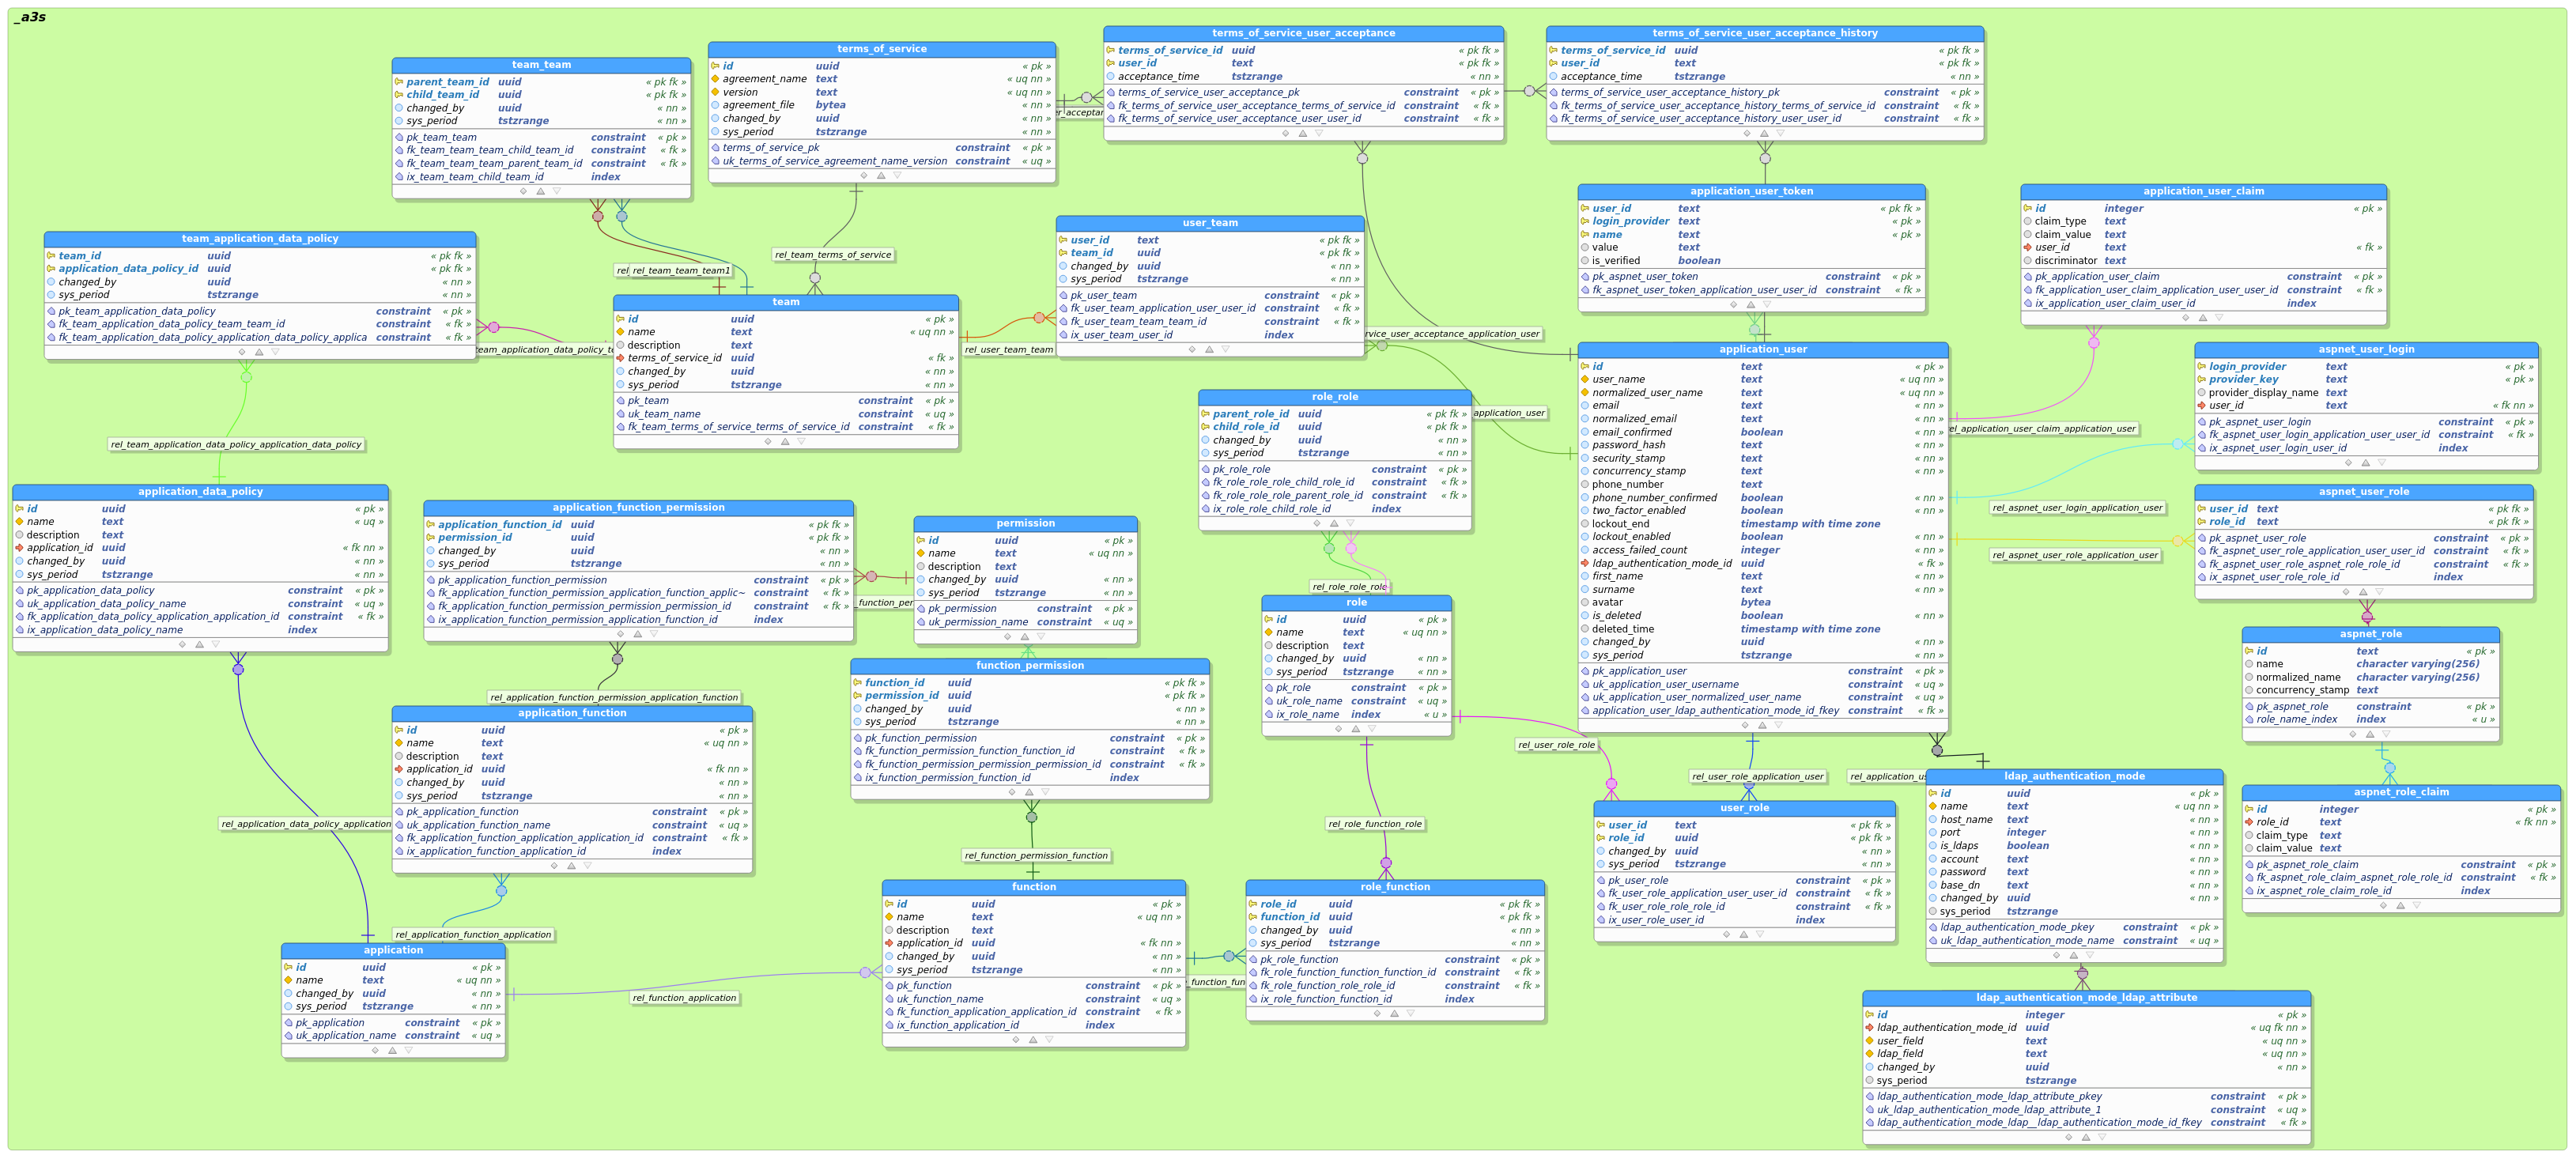 _a3s
team_team
parent_team_id uuid « pk fk »
child_team_id uuid « pk fk »
changed_by uuid « nn »
sys_period tstzrange « nn »
pk_team_team constraint « pk »
fk_team_team_team_child_team_id constraint « fk »
fk_team_team_team_parent_team_id constraint « fk »
ix_team_team_child_team_id index
terms_of_service
id uuid « pk »
agreement_name text « uq nn »
version text « uq nn »
agreement_file bytea « nn »
changed_by uuid « nn »
sys_period tstzrange « nn »
terms_of_service_pk constraint « pk »
uk_terms_of_service_agreement_name_version constraint « uq »
terms_of_service_user_acceptance
terms_of_service_id uuid « pk fk »
user_id text « pk fk »
acceptance_time tstzrange « nn »
terms_of_service_user_acceptance_pk constraint « pk »
fk_terms_of_service_user_acceptance_terms_of_service_id constraint « fk »
fk_terms_of_service_user_acceptance_user_user_id constraint « fk »
terms_of_service_user_acceptance_history
terms_of_service_id uuid « pk fk »
user_id text « pk fk »
acceptance_time tstzrange « nn »
terms_of_service_user_acceptance_history_pk constraint « pk »
fk_terms_of_service_user_acceptance_history_terms_of_service_id constraint « fk »
fk_terms_of_service_user_acceptance_history_user_user_id constraint « fk »
team_application_data_policy
team_id uuid « pk fk »
application_data_policy_id uuid « pk fk »
changed_by uuid « nn »
sys_period tstzrange « nn »
pk_team_application_data_policy constraint « pk »
fk_team_application_data_policy_team_team_id constraint « fk »
fk_team_application_data_policy_application_data_policy_applica constraint « fk »
rel_team_team_team1
rel_team_terms_of_service
user_team
user_id text « pk fk »
team_id uuid « pk fk »
changed_by uuid « nn »
sys_period tstzrange « nn »
pk_user_team constraint « pk »
fk_user_team_application_user_user_id constraint « fk »
fk_user_team_team_team_id constraint « fk »
ix_user_team_user_id index
application_user_token
user_id text « pk fk »
login_provider text « pk »
name text « pk »
value text
is_verified boolean
pk_aspnet_user_token constraint « pk »
fk_aspnet_user_token_application_user_user_id constraint « fk »
application_user_claim
id integer « pk »
claim_type text
claim_value text
user_id text « fk »
discriminator text
pk_application_user_claim constraint « pk »
fk_application_user_claim_application_user_user_id constraint « fk »
ix_application_user_claim_user_id index
team
id uuid « pk »
name text « uq nn »
description text
terms_of_service_id uuid « fk »
changed_by uuid « nn »
sys_period tstzrange « nn »
pk_team constraint « pk »
uk_team_name constraint « uq »
fk_team_terms_of_service_terms_of_service_id constraint « fk »
team_application_data_policy_t
rel_user_team_team
rvice_user_acceptance_application_user
application_user
role_role
parent_role_id uuid « pk fk »
child_role_id uuid « pk fk »
changed_by uuid « nn »
sys_period tstzrange « nn »
pk_role_role constraint « pk »
fk_role_role_role_child_role_id constraint « fk »
fk_role_role_role_parent_role_id constraint « fk »
ix_role_role_child_role_id index
application_user
id text « pk »
user_name text « uq nn »
normalized_user_name text « uq nn »
email text « nn »
normalized_email text « nn »
email_confirmed boolean « nn »
password_hash text « nn »
security_stamp text « nn »
concurrency_stamp text « nn »
phone_number text
phone_number_confirmed boolean « nn »
two_factor_enabled boolean « nn »
lockout_end timestamp with time zone
lockout_enabled boolean « nn »
access_failed_count integer « nn »
ldap_authentication_mode_id uuid « fk »
first_name text « nn »
surname text « nn »
avatar bytea
is_deleted boolean « nn »
deleted_time timestamp with time zone
changed_by uuid « nn »
sys_period tstzrange « nn »
pk_application_user constraint « pk »
uk_application_user_username constraint « uq »
uk_application_user_normalized_user_name constraint « uq »
application_user_ldap_authentication_mode_id_fkey constraint « fk »
rel_application_user_claim_application_user
aspnet_user_login
login_provider text « pk »
provider_key text « pk »
provider_display_name text
user_id text « fk nn »
pk_aspnet_user_login constraint « pk »
fk_aspnet_user_login_application_user_user_id constraint « fk »
ix_aspnet_user_login_user_id index
rel_aspnet_user_login_application_user
aspnet_user_role
user_id text « pk fk »
role_id text « pk fk »
pk_aspnet_user_role constraint « pk »
fk_aspnet_user_role_application_user_user_id constraint « fk »
fk_aspnet_user_role_aspnet_role_role_id constraint « fk »
ix_aspnet_user_role_role_id index
rel_aspnet_user_role_application_user
rel_team_application_data_policy_application_data_policy
application_data_policy
id uuid « pk »
name text « uq »
description text
application_id uuid « fk nn »
changed_by uuid « nn »
sys_period tstzrange « nn »
pk_application_data_policy constraint « pk »
uk_application_data_policy_name constraint « uq »
fk_application_data_policy_application_application_id constraint « fk »
ix_application_data_policy_name index
application_function_permission
application_function_id uuid « pk fk »
permission_id uuid « pk fk »
changed_by uuid « nn »
sys_period tstzrange « nn »
pk_application_function_permission constraint « pk »
fk_application_function_permission_application_function_applic~ constraint « fk »
fk_application_function_permission_permission_permission_id constraint « fk »
ix_application_function_permission_application_function_id index
_function_per
permission
id uuid « pk »
name text « uq nn »
description text
changed_by uuid « nn »
sys_period tstzrange « nn »
pk_permission constraint « pk »
uk_permission_name constraint « uq »
rel_role_role_role
role
id uuid « pk »
name text « uq nn »
description text
changed_by uuid « nn »
sys_period tstzrange « nn »
pk_role constraint « pk »
uk_role_name constraint « uq »
ix_role_name index « u »
function_permission
function_id uuid « pk fk »
permission_id uuid « pk fk »
changed_by uuid « nn »
sys_period tstzrange « nn »
pk_function_permission constraint « pk »
fk_function_permission_function_function_id constraint « fk »
fk_function_permission_permission_permission_id constraint « fk »
ix_function_permission_function_id index
aspnet_role
id text « pk »
name character varying(256)
normalized_name character varying(256)
concurrency_stamp text
pk_aspnet_role constraint « pk »
role_name_index index « u »
rel_application_function_permission_application_function
application_function
id uuid « pk »
name text « uq nn »
description text
application_id uuid « fk nn »
changed_by uuid « nn »
sys_period tstzrange « nn »
pk_application_function constraint « pk »
uk_application_function_name constraint « uq »
fk_application_function_application_application_id constraint « fk »
ix_application_function_application_id index
rel_user_role_role
rel_user_role_application_user
rel_application_us
user_role
user_id text « pk fk »
role_id uuid « pk fk »
changed_by uuid « nn »
sys_period tstzrange « nn »
pk_user_role constraint « pk »
fk_user_role_application_user_user_id constraint « fk »
fk_user_role_role_role_id constraint « fk »
ix_user_role_user_id index
ldap_authentication_mode
id uuid « pk »
name text « uq nn »
host_name text « nn »
port integer « nn »
is_ldaps boolean « nn »
account text « nn »
password text « nn »
base_dn text « nn »
changed_by uuid « nn »
sys_period tstzrange
ldap_authentication_mode_pkey constraint « pk »
uk_ldap_authentication_mode_name constraint « uq »
aspnet_role_claim
id integer « pk »
role_id text « fk nn »
claim_type text
claim_value text
pk_aspnet_role_claim constraint « pk »
fk_aspnet_role_claim_aspnet_role_role_id constraint « fk »
ix_aspnet_role_claim_role_id index
rel_application_data_policy_application
rel_role_function_role
rel_function_permission_function
function
id uuid « pk »
name text « uq nn »
description text
application_id uuid « fk nn »
changed_by uuid « nn »
sys_period tstzrange « nn »
pk_function constraint « pk »
uk_function_name constraint « uq »
fk_function_application_application_id constraint « fk »
ix_function_application_id index
_function_fun
role_function
role_id uuid « pk fk »
function_id uuid « pk fk »
changed_by uuid « nn »
sys_period tstzrange « nn »
pk_role_function constraint « pk »
fk_role_function_function_function_id constraint « fk »
fk_role_function_role_role_id constraint « fk »
ix_role_function_function_id index
rel_application_function_application
application
id uuid « pk »
name text « uq nn »
changed_by uuid « nn »
sys_period tstzrange « nn »
pk_application constraint « pk »
uk_application_name constraint « uq »
rel_function_application
ldap_authentication_mode_ldap_attribute
id integer « pk »
ldap_authentication_mode_id uuid « uq fk nn »
user_field text « uq nn »
ldap_field text « uq nn »
changed_by uuid « nn »
sys_period tstzrange
ldap_authentication_mode_ldap_attribute_pkey constraint « pk »
uk_ldap_authentication_mode_ldap_attribute_1 constraint « uq »
ldap_authentication_mode_ldap__ldap_authentication_mode_id_fkey constraint « fk »